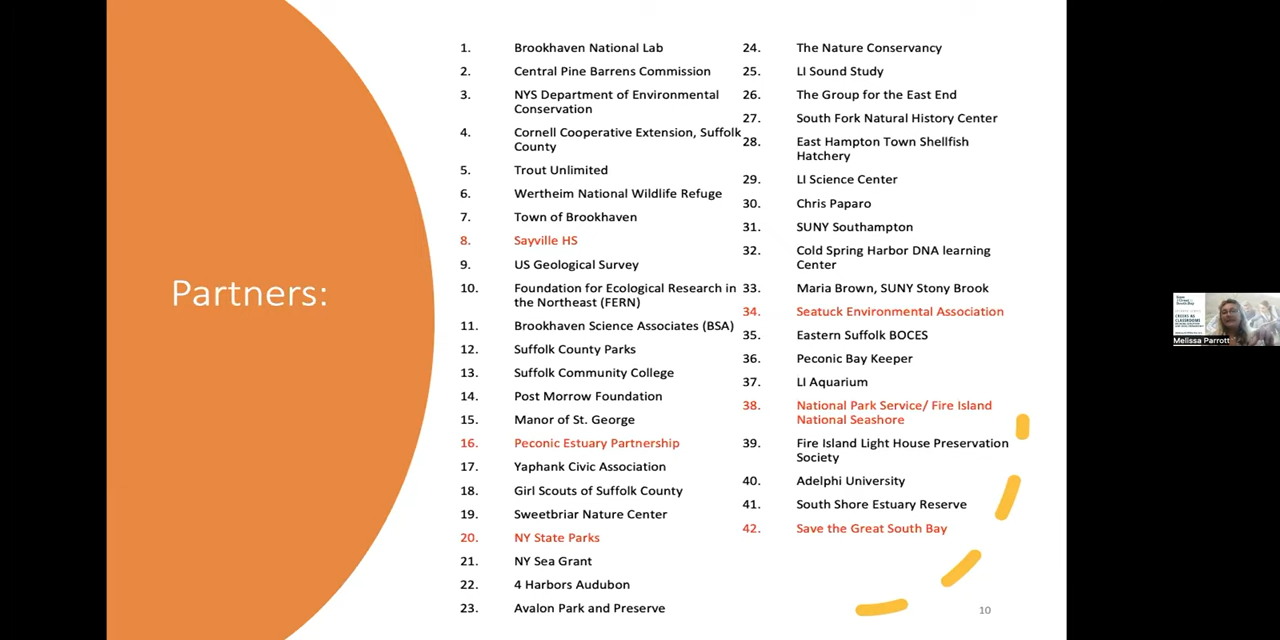 Partners:
1. Brookhaven National Lab
2. Central Pine Barrens Commission
3. NYS Department of Environmental
Conservation
4. Cornell Cooperative Extension, Suffolk
County
5. Trout Unlimited
6. Wertheim National Wildlife Refuge
7. Town of Brookhaven
8. Sayville HS
9. US Geological Survey
10. Foundation for Ecological Research in
the Northeast (FERN)
11. Brookhaven Science Associates (BSA)
12. Suffolk County Parks
13. Suffolk Community College
14. Post Morrow Foundation
15. Manor of St. George
16. Peconic Estuary Partnership
17. Yaphank Civic Association
18. Girl Scouts of Suffolk County
19. Sweetbriar Nature Center
20. NY State Parks
21. NY Sea Grant
22. 4 Harbors Audubon
23. Avalon Park and Preserve
24. The Nature Conservancy
25. LI Sound Study
26. The Group for the East End
27. South Fork Natural History Center
28. East Hampton Town Shellfish
Hatchery
29. LI Science Center
30. Chris Paparo
31. SUNY Southampton
32. Cold Spring Harbor DNA learning
Center
33. Maria Brown, SUNY Stony Brook
34. Seatuck Environmental Association
35. Eastern Suffolk BOCES
36. Peconic Bay Keeper
37. LI Aquarium
38. National Park Service/ Fire Island
National Seashore
39. Fire Island Light House Preservation
Society
40. Adelphi University
41. South Shore Estuary Reserve
42. Save the Great South Bay
10
CREEKS AS
CLASSROOMS
Melissa Parrott